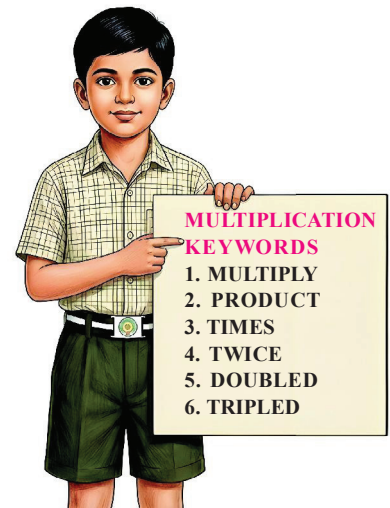 MULTIPLICATION
KEYWORDS
1. MULTIPLY
2. PRODUCT
3. TIMES
4. TWICE
5. DOUBLED
6. TRIPLED